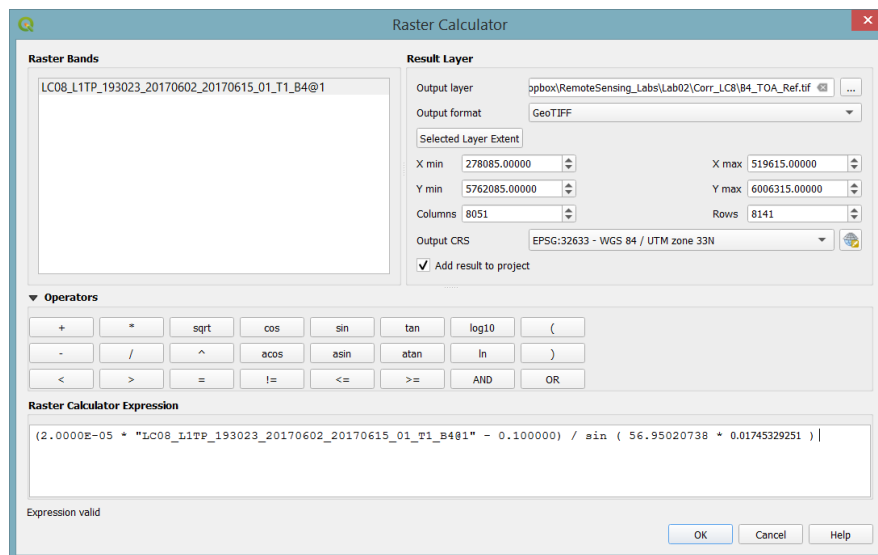 Raster Calculator
Raster Bands
LC08_L1TP_193023_20170602_20170615_01_T1_B4@1
Result Layer
Output layer opbox\RemoteSensing_Labs\Lab02\Corr_LC8\B4_TOA_Ref.tif ...
Output format GeoTIFF
Selected Layer Extent
X min 278085.00000 X max 519615.00000
Y min 5762085.00000 Y max 6006315.00000
Columns 8051 Rows 8141
Output CRS EPSG:32633 - WGS 84 / UTM zone 33N
Add result to project
Operators
+ * sqrt cos sin tan log10 (
- / ^ acos asin atan ln )
< > = != <= >= AND OR
Raster Calculator Expression
(2.0000E-05 * "LC08_L1TP_193023_20170602_20170615_01_T1_B4@1" - 0.100000) / sin ( 56.95020738 * 0.01745329251 )
Expression valid
OK Cancel Help